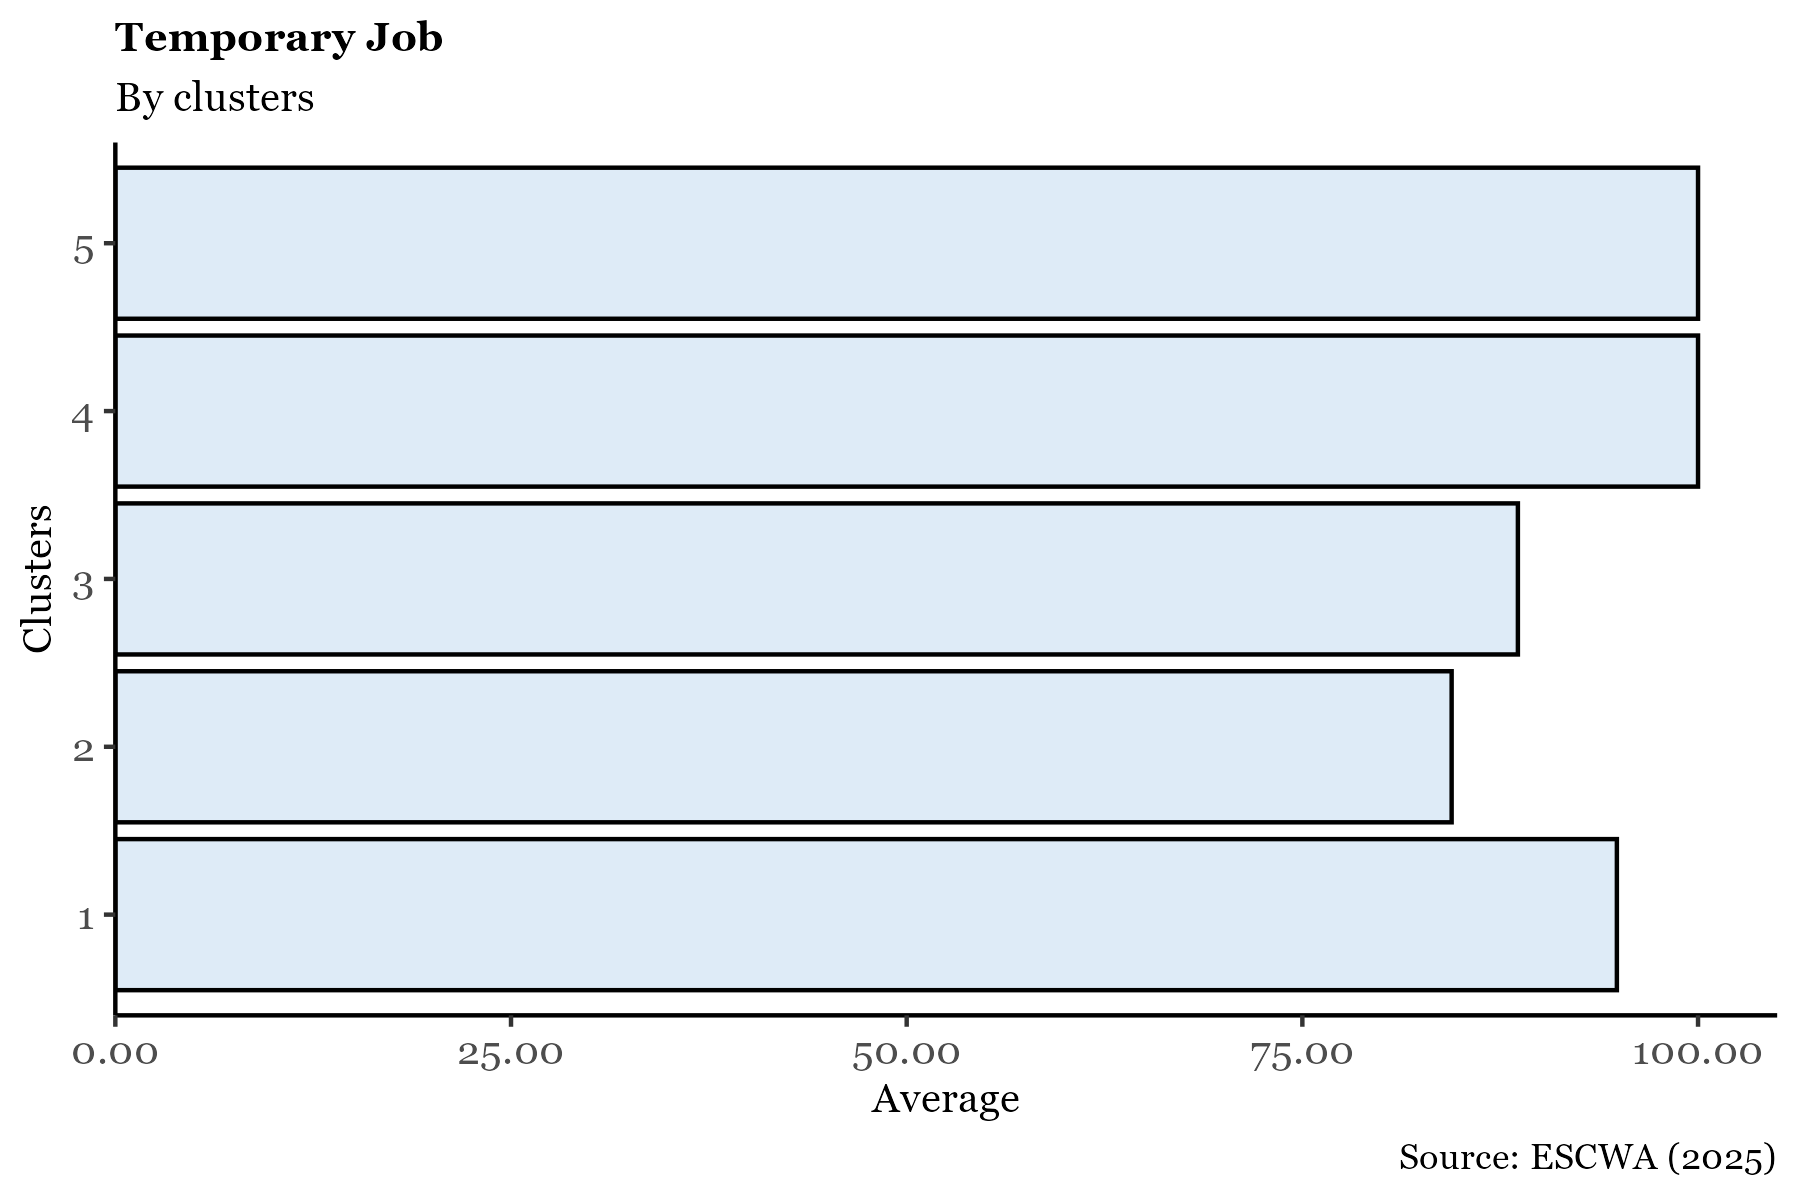 Temporary Job
By clusters
5
4
3
2
1
Clusters
0.00 25.00 50.00 75.00 100.00
Average
Source: ESCWA (2025)